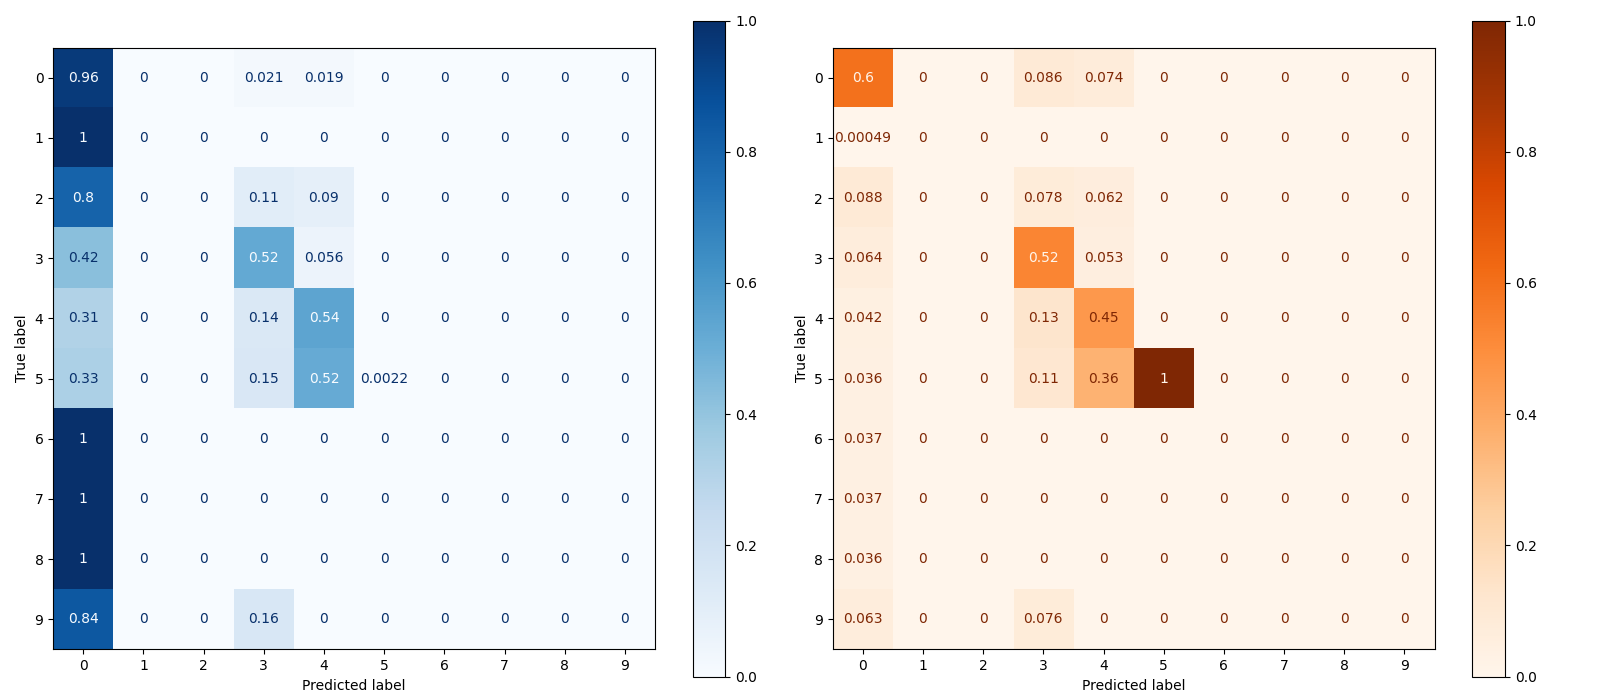 0 0.96 0 0 0.021 0.019 0 0 0 0 0
1 1 0 0 0 0 0 0 0 0 0
2 0.8 0 0 0.11 0.09 0 0 0 0 0
3 0.42 0 0 0.52 0.056 0 0 0 0 0
4 0.31 0 0 0.14 0.54 0 0 0 0 0
5 0.33 0 0 0.15 0.52 0.0022 0 0 0 0
6 1 0 0 0 0 0 0 0 0 0
7 1 0 0 0 0 0 0 0 0 0
8 1 0 0 0 0 0 0 0 0 0
9 0.84 0 0 0.16 0 0 0 0 0 0
0 1 2 3 4 5 6 7 8 9
True label
Predicted label
1.0
0.8
0.6
0.4
0.2
0.0
0 0.6 0 0 0.086 0.074 0 0 0 0 0
1 0.00049 0 0 0 0 0 0 0 0 0
2 0.088 0 0 0.078 0.062 0 0 0 0 0
3 0.064 0 0 0.52 0.053 0 0 0 0 0
4 0.042 0 0 0.13 0.45 0 0 0 0 0
5 0.036 0 0 0.11 0.36 1 0 0 0 0
6 0.037 0 0 0 0 0 0 0 0 0
7 0.037 0 0 0 0 0 0 0 0 0
8 0.036 0 0 0 0 0 0 0 0 0
9 0.063 0 0 0.076 0 0 0 0 0 0
0 1 2 3 4 5 6 7 8 9
True label
Predicted label
1.0
0.8
0.6
0.4
0.2
0.0